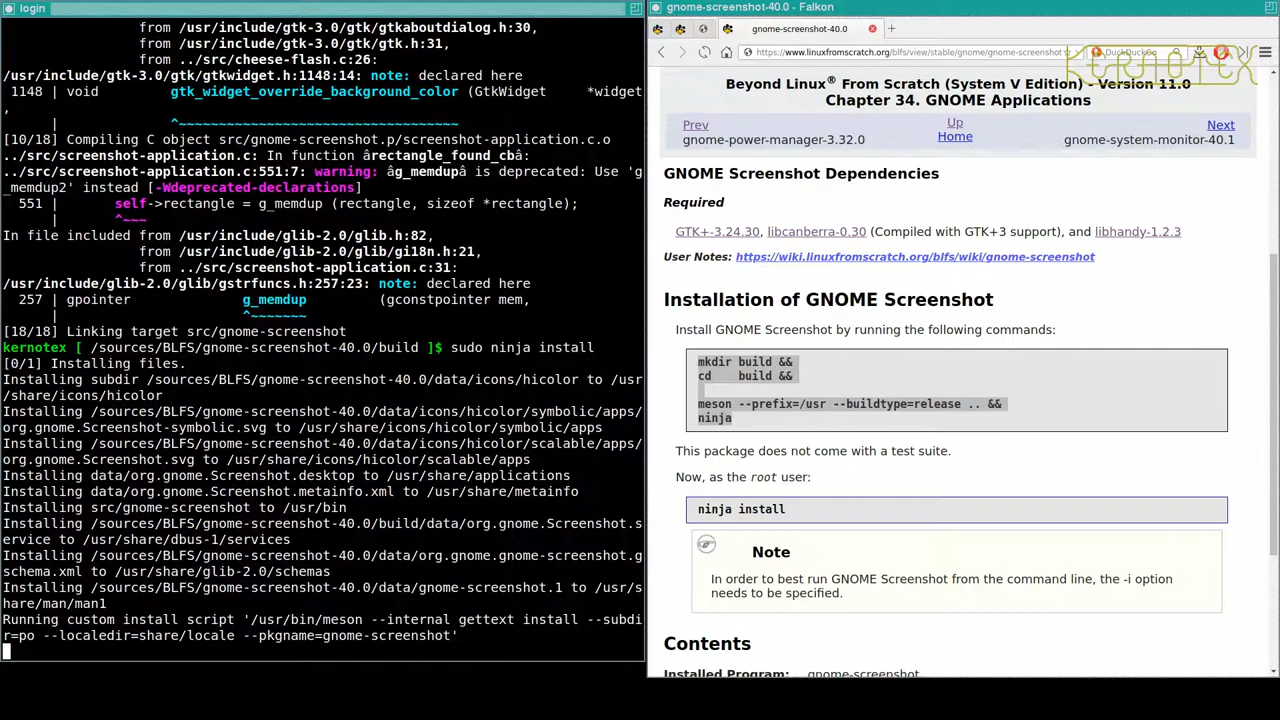 login
from /usr/include/gtk-3.0/gtk/gtkaboutdialog.h:30,
from /usr/include/gtk-3.0/gtk/gtk.h:31,
from ../src/cheese-flash.c:26:
/usr/include/gtk-3.0/gtk/gtkwidget.h:1148:14: note: declared here
1148 | void gtk_widget_override_background_color (GtkWidget *widget
,
| ^~~~~~~~~~~~~~~~~~~~~~~~~~~~~~~~~~~~
[10/18] Compiling C object src/gnome-screenshot.p/screenshot-application.c.o
../src/screenshot-application.c: In function ârectangle_found_cbâ:
../src/screenshot-application.c:551:7: warning: âg_memdupâ is deprecated: Use 'g
_memdup2' instead [-Wdeprecated-declarations]
551 | self->rectangle = g_memdup (rectangle, sizeof *rectangle);
| ^~~~
In file included from /usr/include/glib-2.0/glib.h:82,
from /usr/include/glib-2.0/glib/gi18n.h:21,
from ../src/screenshot-application.c:31:
/usr/include/glib-2.0/glib/gstrfuncs.h:257:23: note: declared here
257 | gpointer g_memdup (gconstpointer mem,
| ^~~~~~~~
[18/18] Linking target src/gnome-screenshot
kernotex [ /sources/BLFS/gnome-screenshot-40.0/build ]$ sudo ninja install
[0/1] Installing files.
Installing subdir /sources/BLFS/gnome-screenshot-40.0/data/icons/hicolor to /usr
/share/icons/hicolor
Installing /sources/BLFS/gnome-screenshot-40.0/data/icons/hicolor/symbolic/apps/
org.gnome.Screenshot-symbolic.svg to /usr/share/icons/hicolor/symbolic/apps
Installing /sources/BLFS/gnome-screenshot-40.0/data/icons/hicolor/scalable/apps/
org.gnome.Screenshot.svg to /usr/share/icons/hicolor/scalable/apps
Installing data/org.gnome.Screenshot.desktop to /usr/share/applications
Installing data/org.gnome.Screenshot.metainfo.xml to /usr/share/metainfo
Installing src/gnome-screenshot to /usr/bin
Installing /sources/BLFS/gnome-screenshot-40.0/build/data/org.gnome.Screenshot.s
ervice to /usr/share/dbus-1/services
Installing /sources/BLFS/gnome-screenshot-40.0/data/org.gnome.gnome-screenshot.g
schema.xml to /usr/share/glib-2.0/schemas
Installing /sources/BLFS/gnome-screenshot-40.0/data/gnome-screenshot.1 to /usr/s
hare/man/man1
Running custom install script '/usr/bin/meson --internal gettext install --subdi
r=po --localedir=share/locale --pkgname=gnome-screenshot'
gnome-screenshot-40.0 - Falkon
gnome-screenshot-40.0
https://www.linuxfromscratch.org/blfs/view/stable/gnome/gnome-screenshot
DuckDuckGo
KERNOTEX
Beyond Linux® From Scratch (System V Edition) - Version 11.0
Chapter 34. GNOME Applications
Prev Up Next
gnome-power-manager-3.32.0 Home gnome-system-monitor-40.1
GNOME Screenshot Dependencies
Required
GTK+-3.24.30, libcanberra-0.30 (Compiled with GTK+3 support), and libhandy-1.2.3
User Notes: https://wiki.linuxfromscratch.org/blfs/wiki/gnome-screenshot
Installation of GNOME Screenshot
Install GNOME Screenshot by running the following commands:
mkdir build &&
cd build &&
meson --prefix=/usr --buildtype=release .. &&
ninja
This package does not come with a test suite.
Now, as the root user:
ninja install
Note
In order to best run GNOME Screenshot from the command line, the -i option
needs to be specified.
Contents
Installed Program: gnome-screenshot